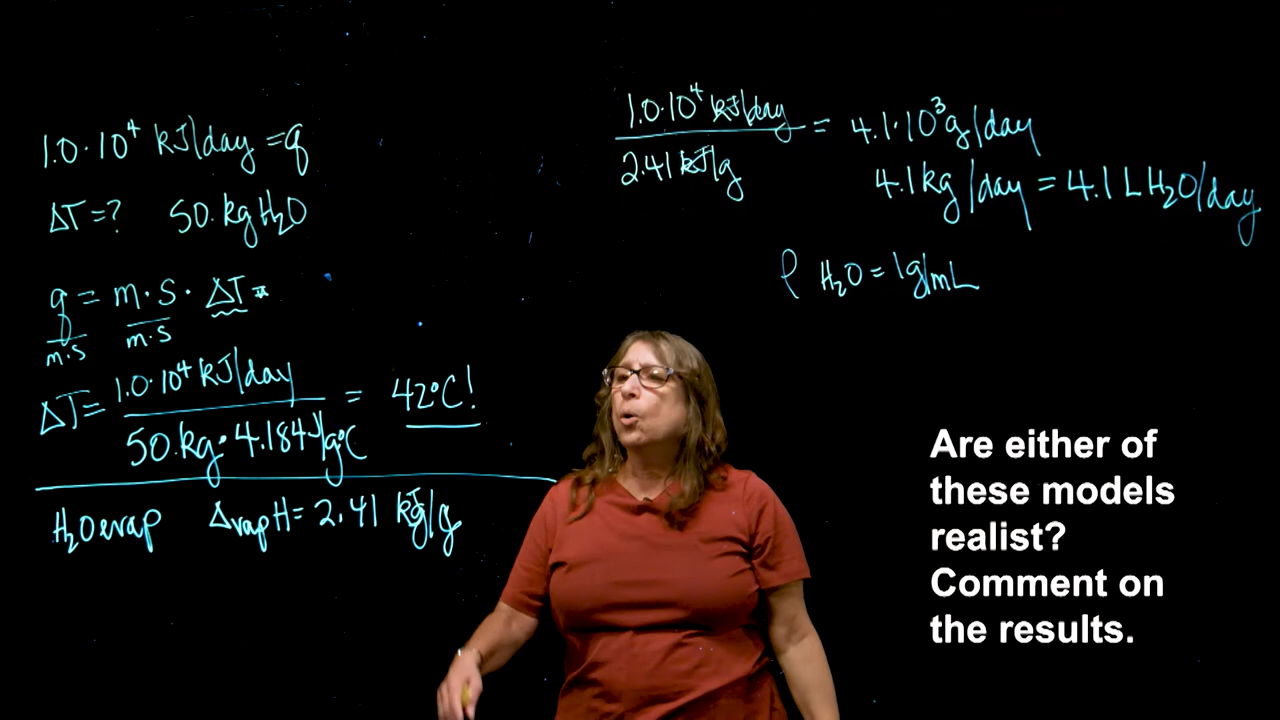 1.0·10⁴ kJ/day = q
ΔT = ? 50. kg H₂O
q = m·s·ΔT
m·s m·s
ΔT = 1.0·10⁴ kJ/day = 42°C!
50. kg · 4.184 J/g°C
H₂O evap ΔvapH = 2.41 kJ/g
1.0·10⁴ kJ/day = 4.1·10³ g/day
2.41 kJ/g
4.1 kg/day = 4.1 L H₂O/day
ρ H₂O = 1g/mL
Are either of
these models
realist?
Comment on
the results.